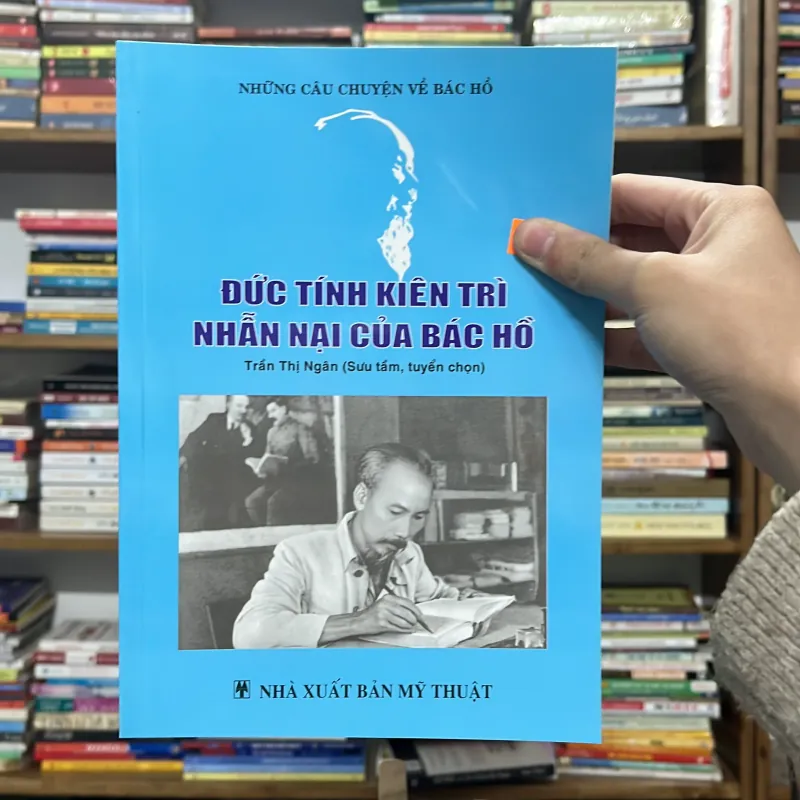 NHỮNG CÂU CHUYỆN VỀ BÁC HỒ
ĐỨC TÍNH KIÊN TRÌ
NHẪN NẠI CỦA BÁC HỒ
Trần Thị Ngân (Sưu tầm, tuyển chọn)
NHÀ XUẤT BẢN MỸ THUẬT